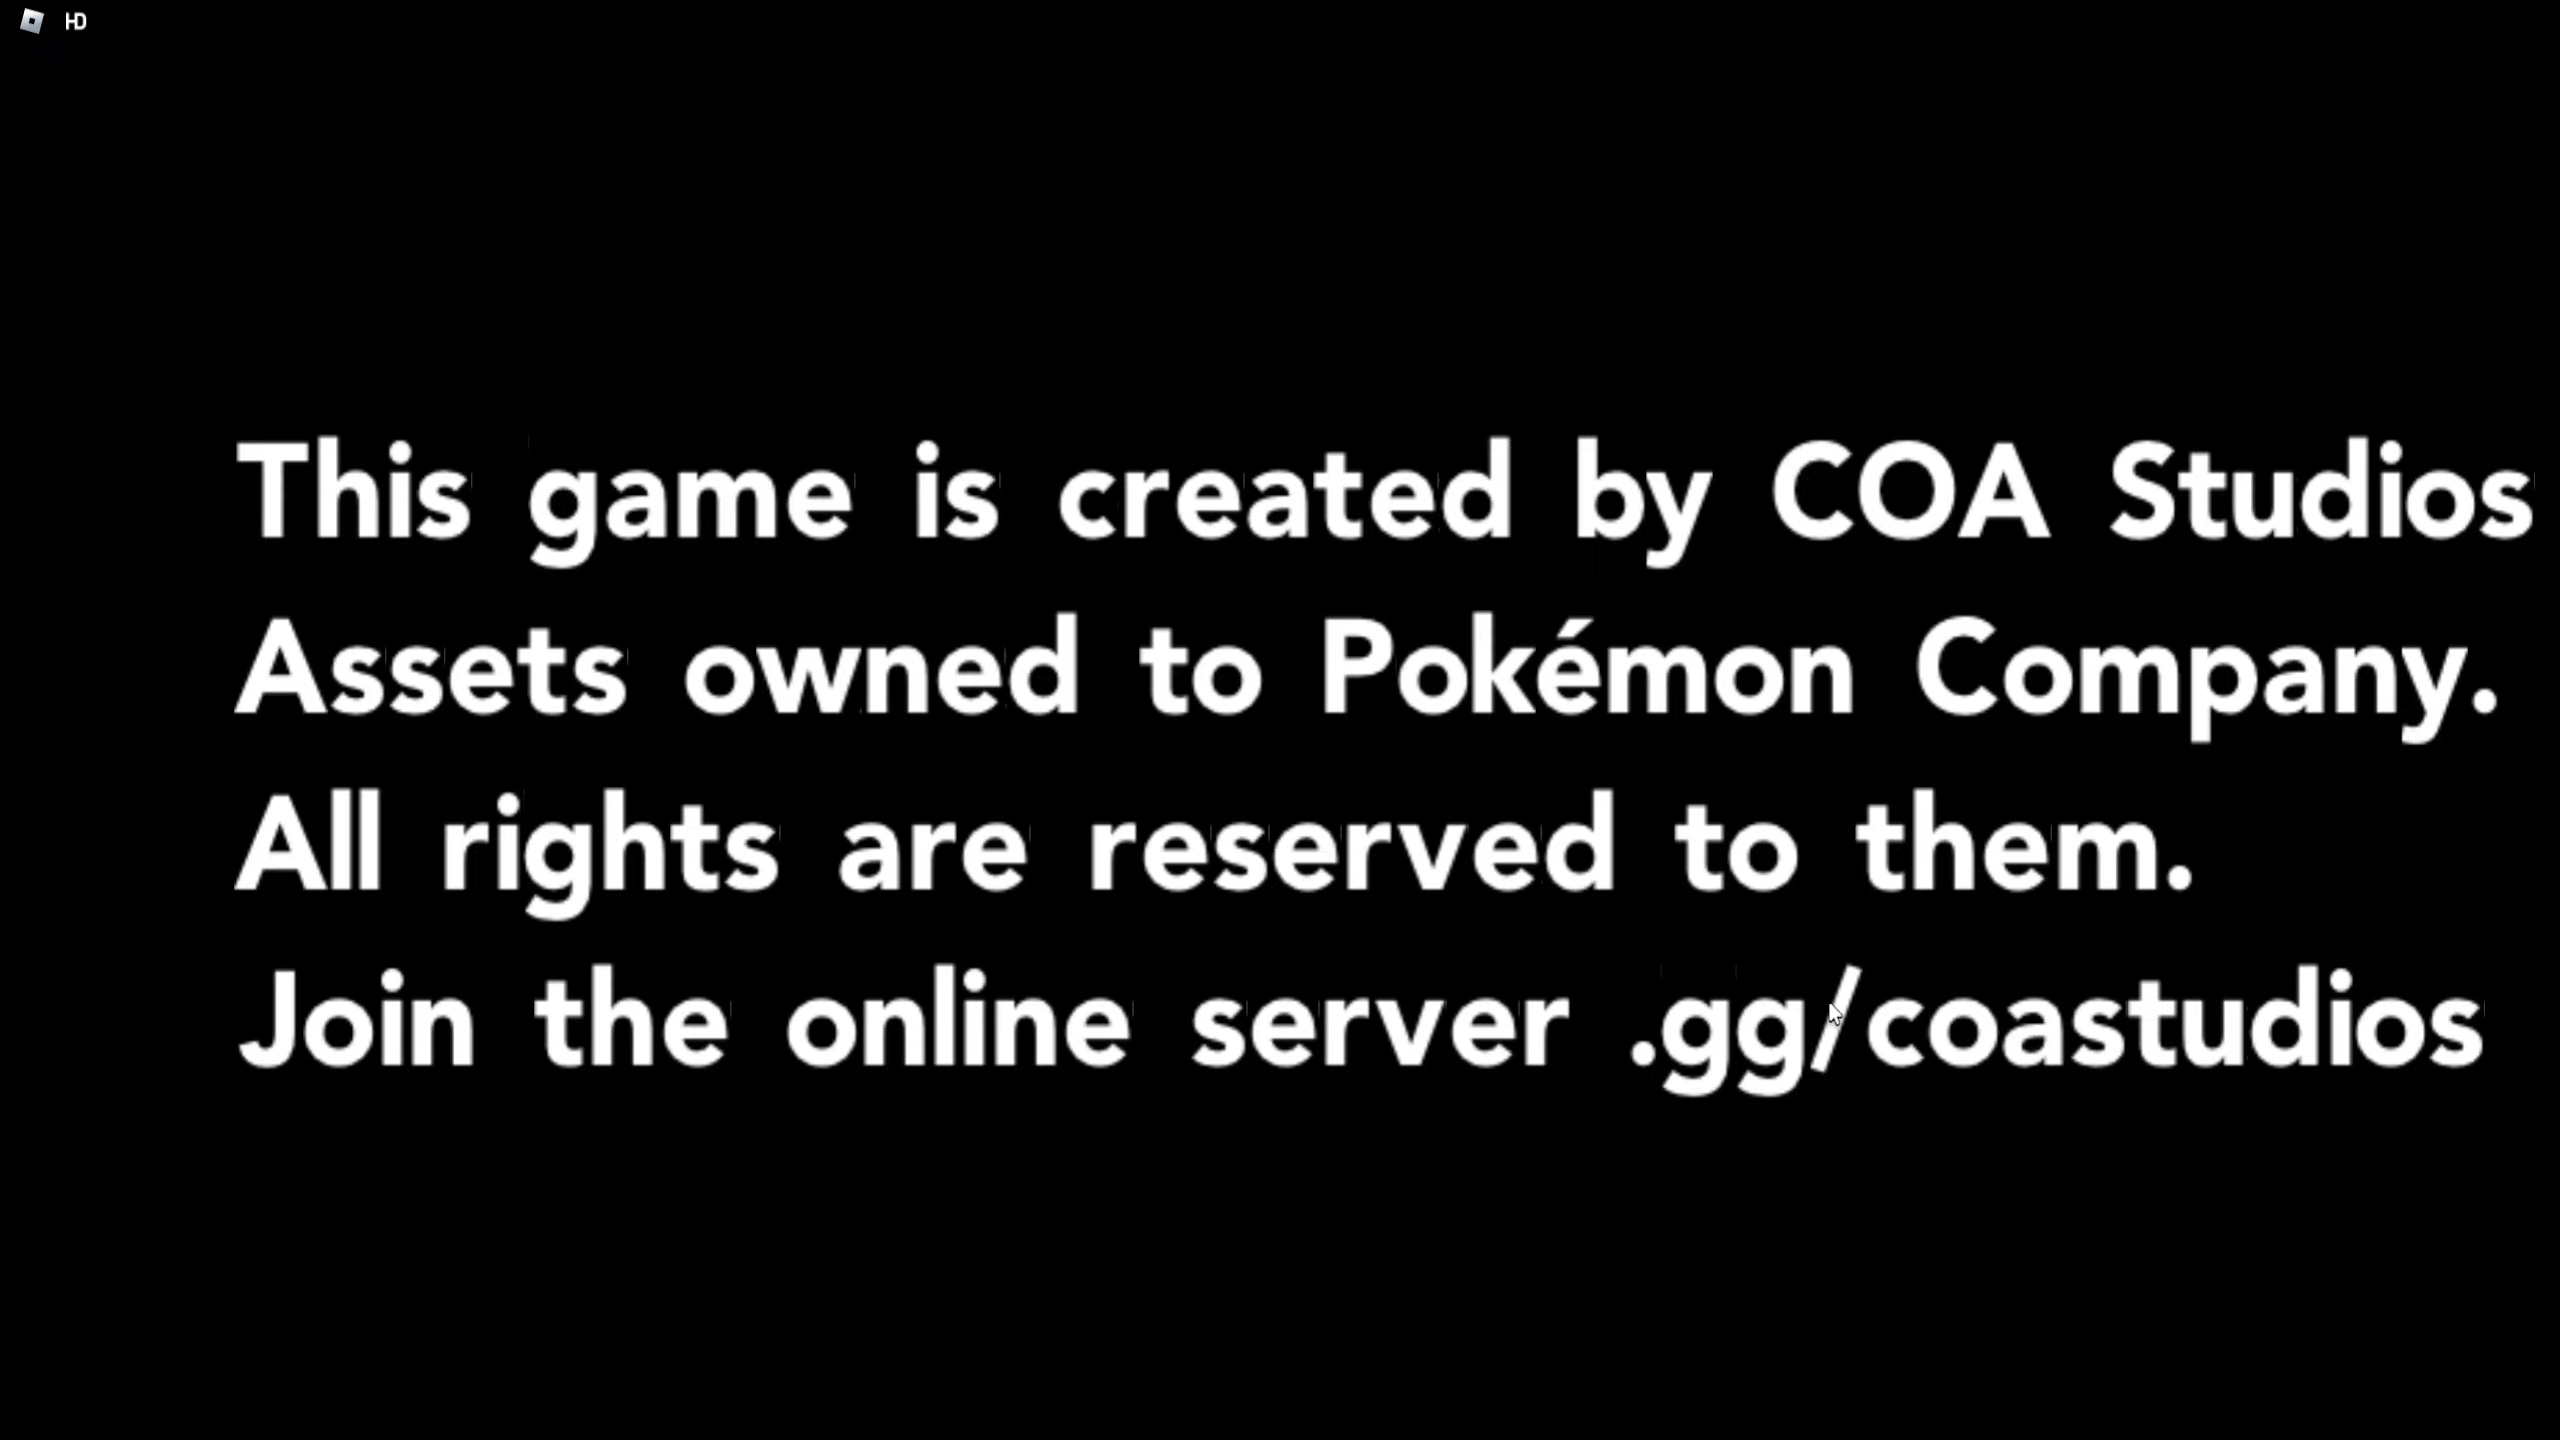 HD
This game is created by COA Studios
Assets owned to Pokémon Company.
All rights are reserved to them.
Join the online server .gg/coastudios